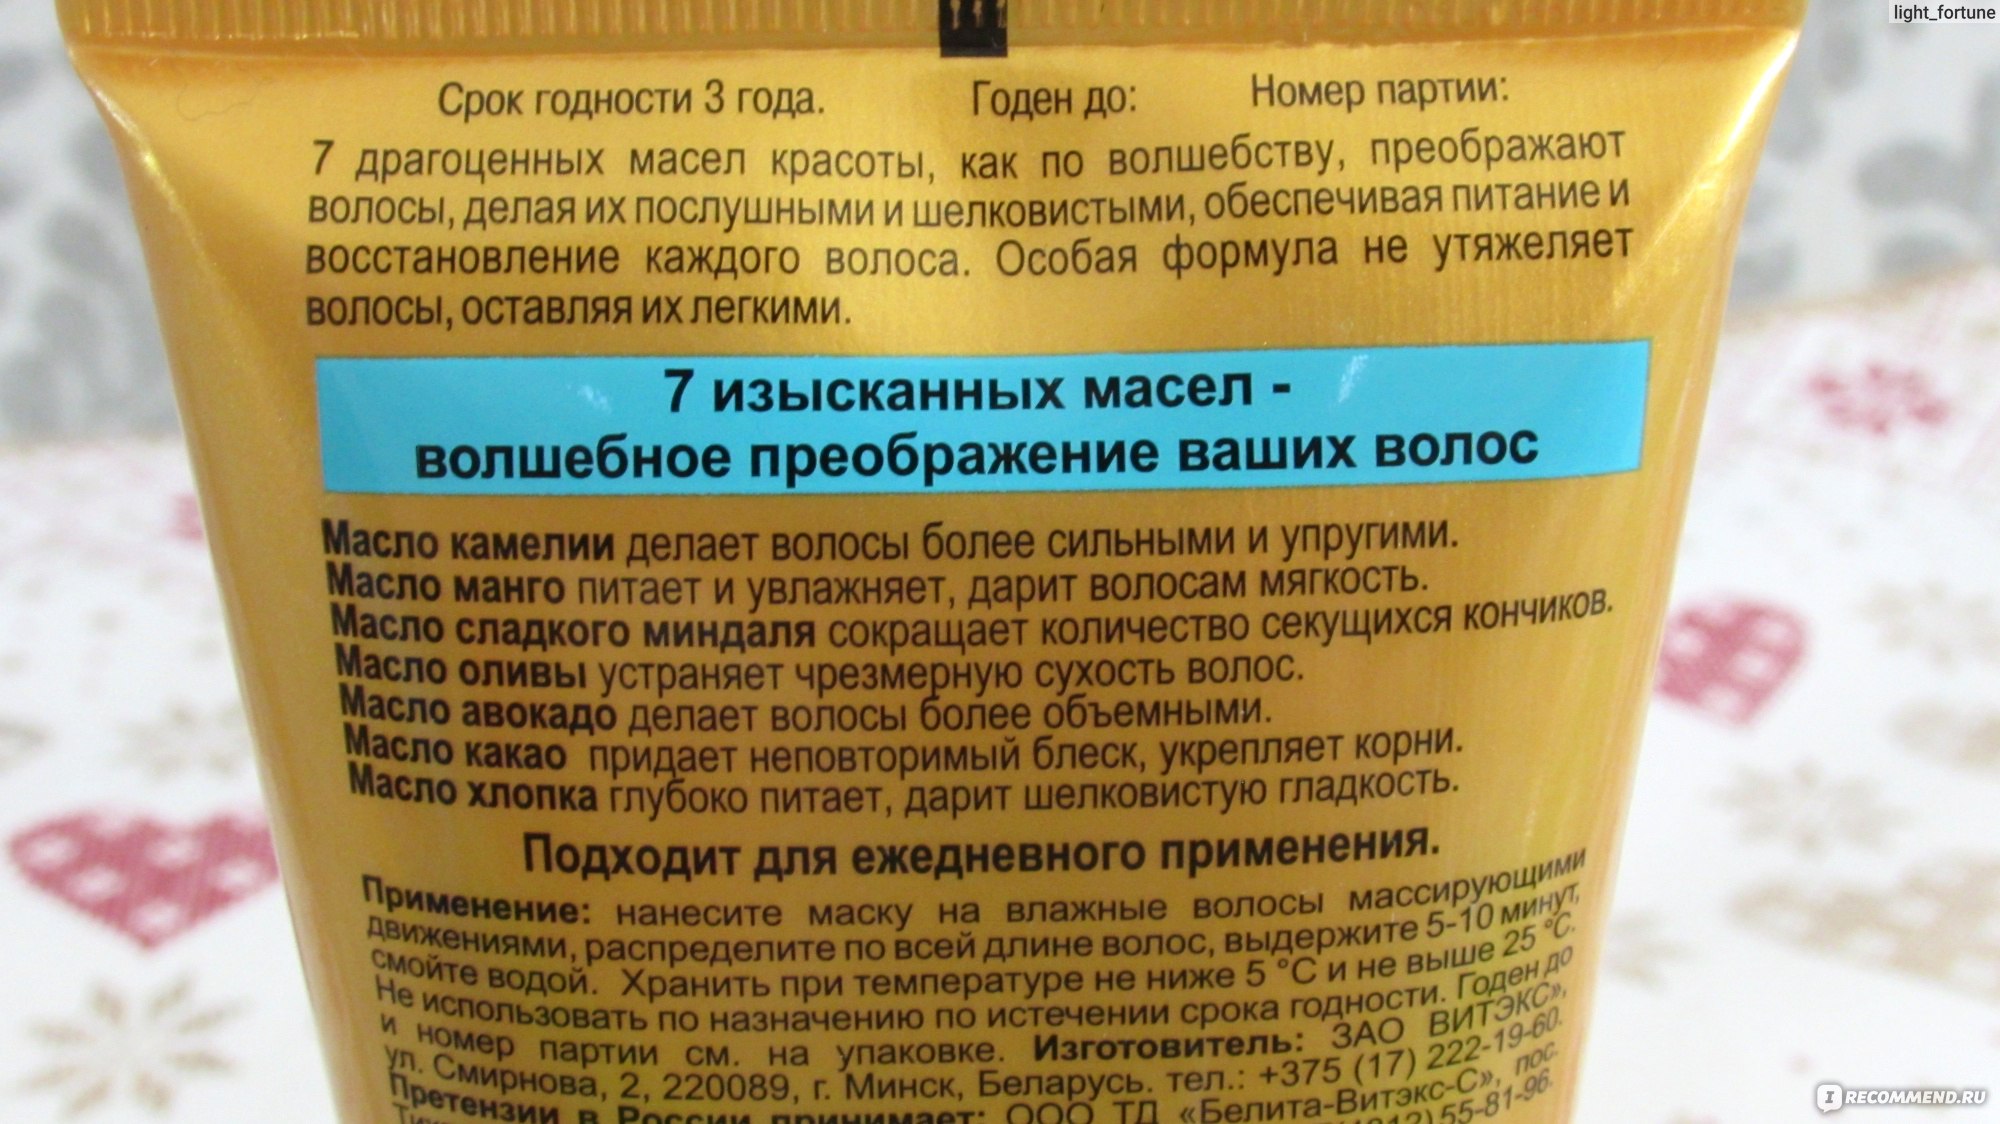 light_fortune
Срок годности 3 года. Годен до: Номер партии:
7 драгоценных масел красоты, как по волшебству, преображают
волосы, делая их послушными и шелковистыми, обеспечивая питание и
восстановление каждого волоса. Особая формула не утяжеляет
волосы, оставляя их легкими.
7 изысканных масел -
волшебное преображение ваших волос
Масло камелии делает волосы более сильными и упругими.
Масло манго питает и увлажняет, дарит волосам мягкость.
Масло сладкого миндаля сокращает количество секущихся кончиков.
Масло оливы устраняет чрезмерную сухость волос.
Масло авокадо делает волосы более объемными.
Масло какао придает неповторимый блеск, укрепляет корни.
Масло хлопка глубоко питает, дарит шелковистую гладкость.
Подходит для ежедневного применения.
Применение: нанесите маску на влажные волосы массирующими
движениями, распределите по всей длине волос, выдержите 5-10 минут,
смойте водой. Хранить при температуре не ниже 5 °С и не выше 25 °С.
Не использовать по назначению по истечении срока годности. Годен до
и номер партии см. на упаковке. Изготовитель: ЗАО ВИТЭКС»,
ул. Смирнова, 2, 220089, г. Минск, Беларусь. тел.: +375 (17) 222-19-60.
Претензии в России принимает: ООО ТД «Белита-Витэкс-С», пос.
55-81-96.
IRECOMMEND.RU